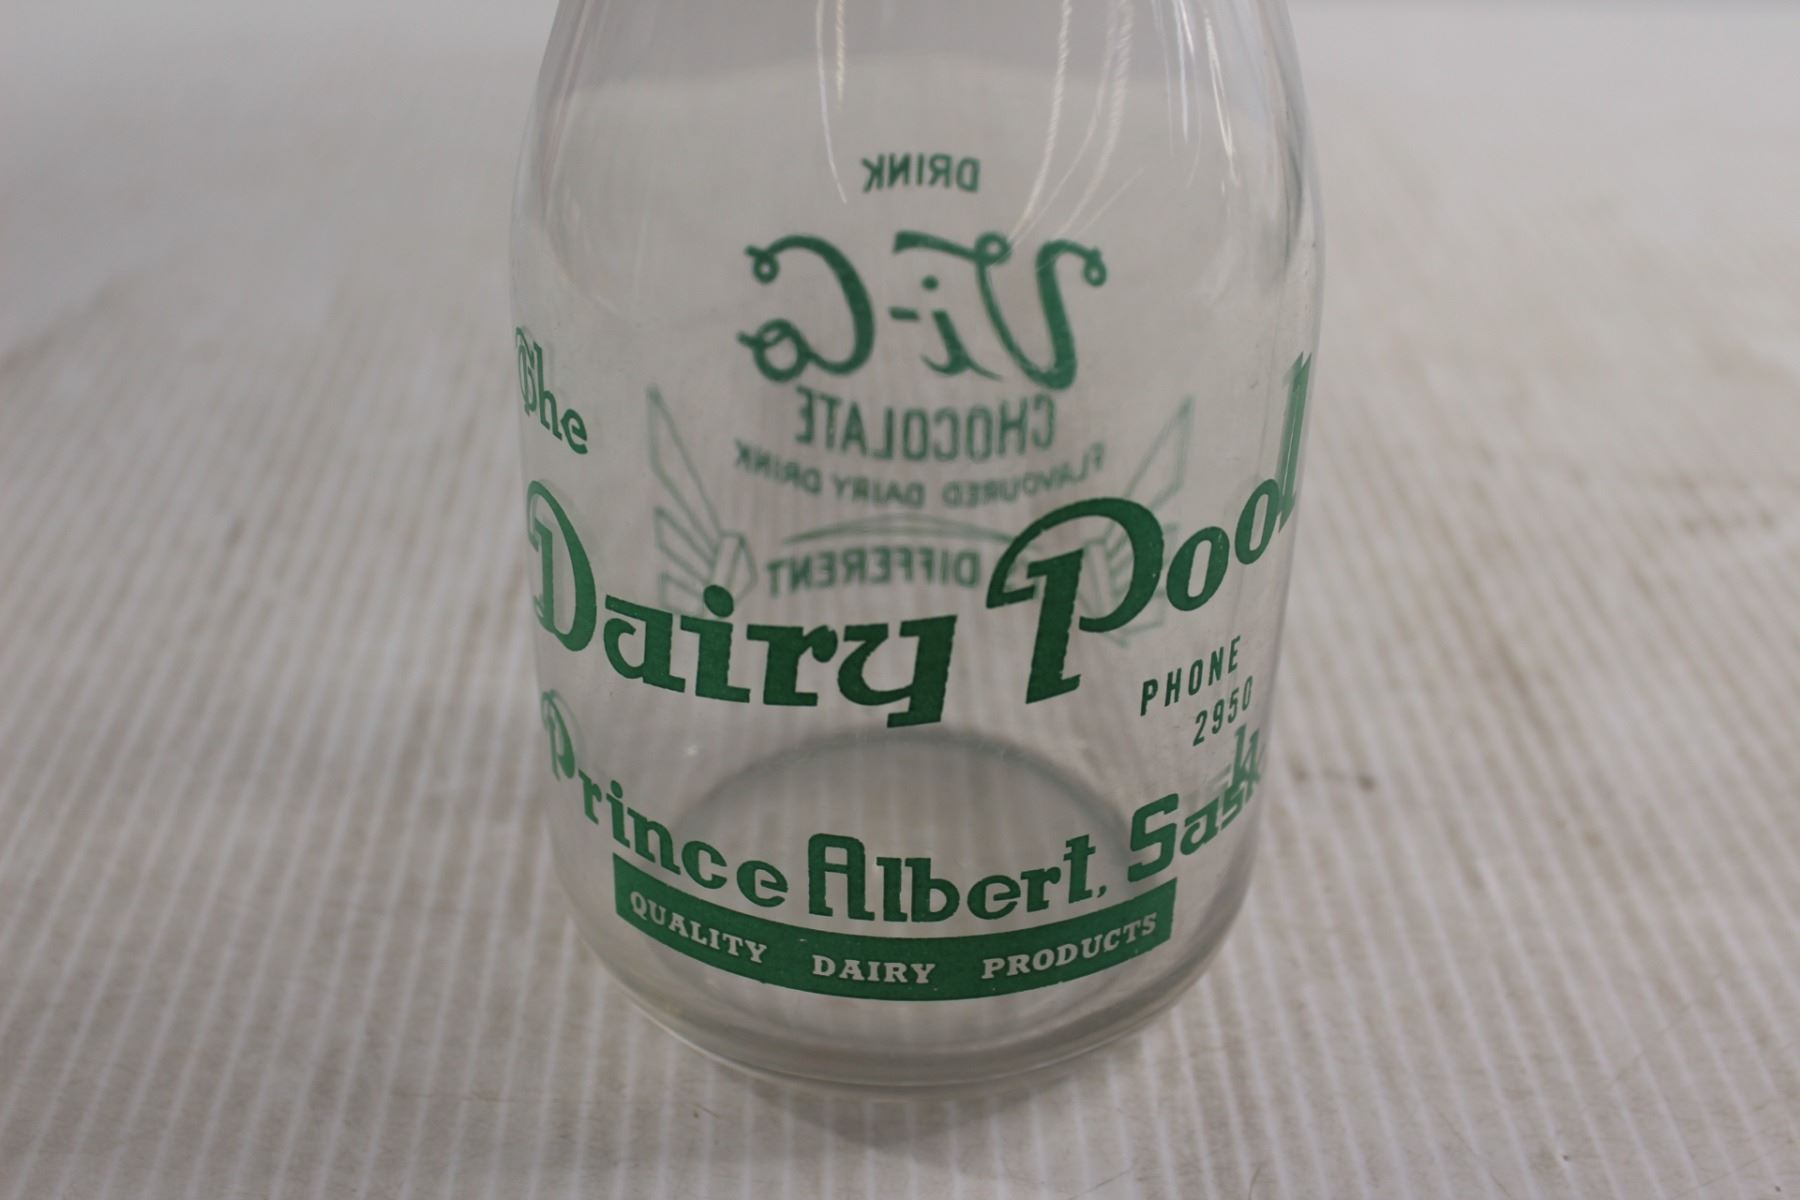 DRINK
Vi-Co
CHOCOLATE
FLAVOURED DAIRY DRINK
DIFFERENT
The
Dairy Pool
PHONE
2950
Prince Albert, Sask.
QUALITY DAIRY PRODUCTS